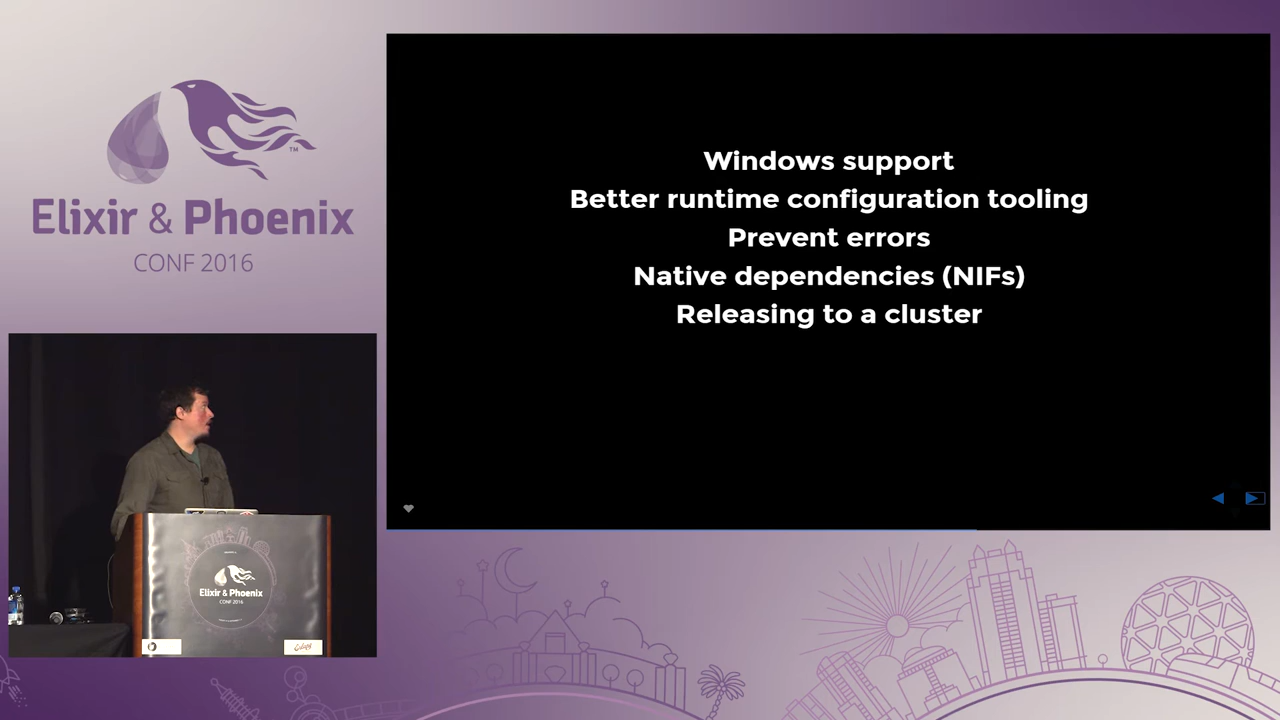 TM
Elixir & Phoenix
CONF 2016
Windows support
Better runtime configuration tooling
Prevent errors
Native dependencies (NIFs)
Releasing to a cluster
Elixir & Phoenix
CONF 2016